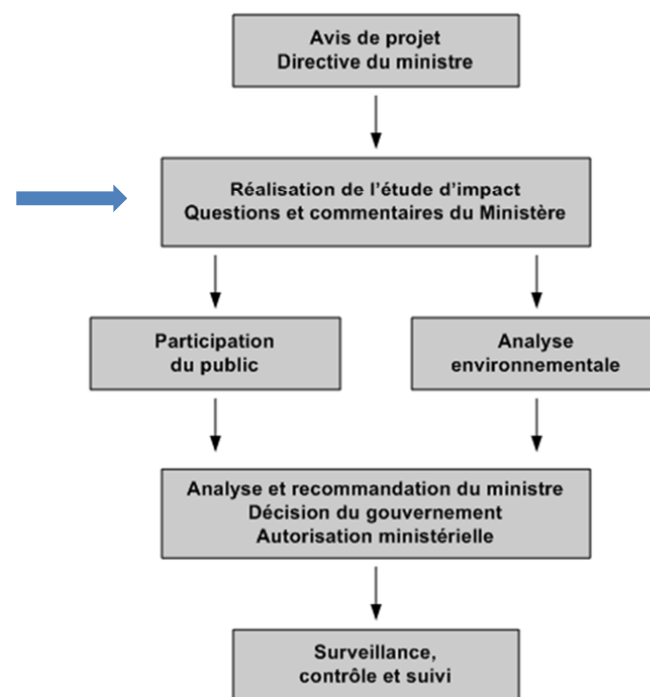 Avis de projet
Directive du ministre
Réalisation de l'étude d'impact
Questions et commentaires du Ministère
Participation
du public
Analyse
environnementale
Analyse et recommandation du ministre
Décision du gouvernement
Autorisation ministérielle
Surveillance,
contrôle et suivi